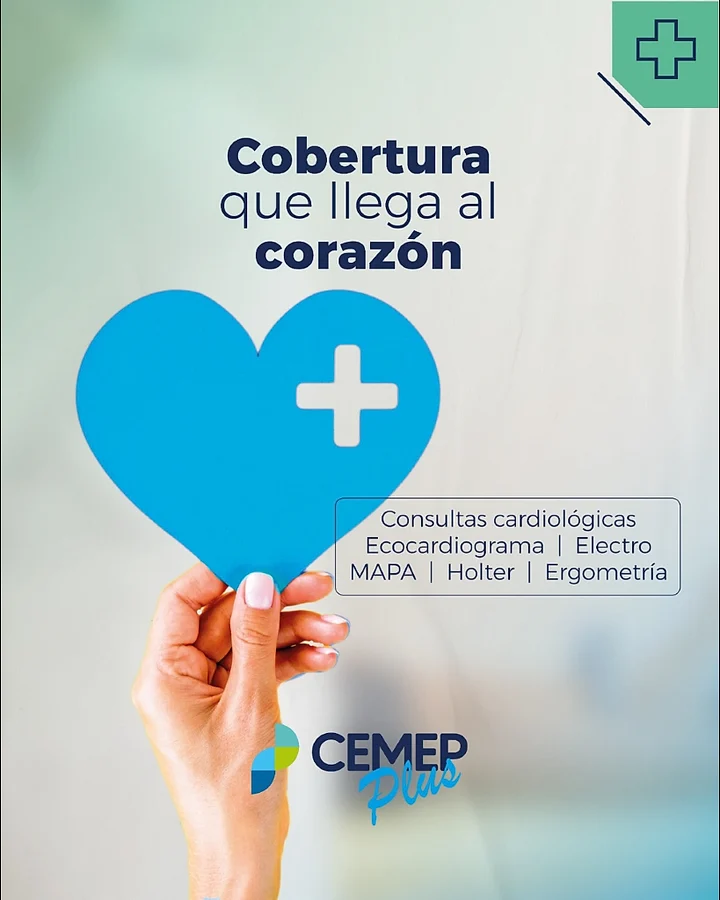 Cobertura
que llega al
corazón
Consultas cardiológicas
Ecocardiograma | Electro
MAPA | Holter | Ergometría
CEMEP
Plus